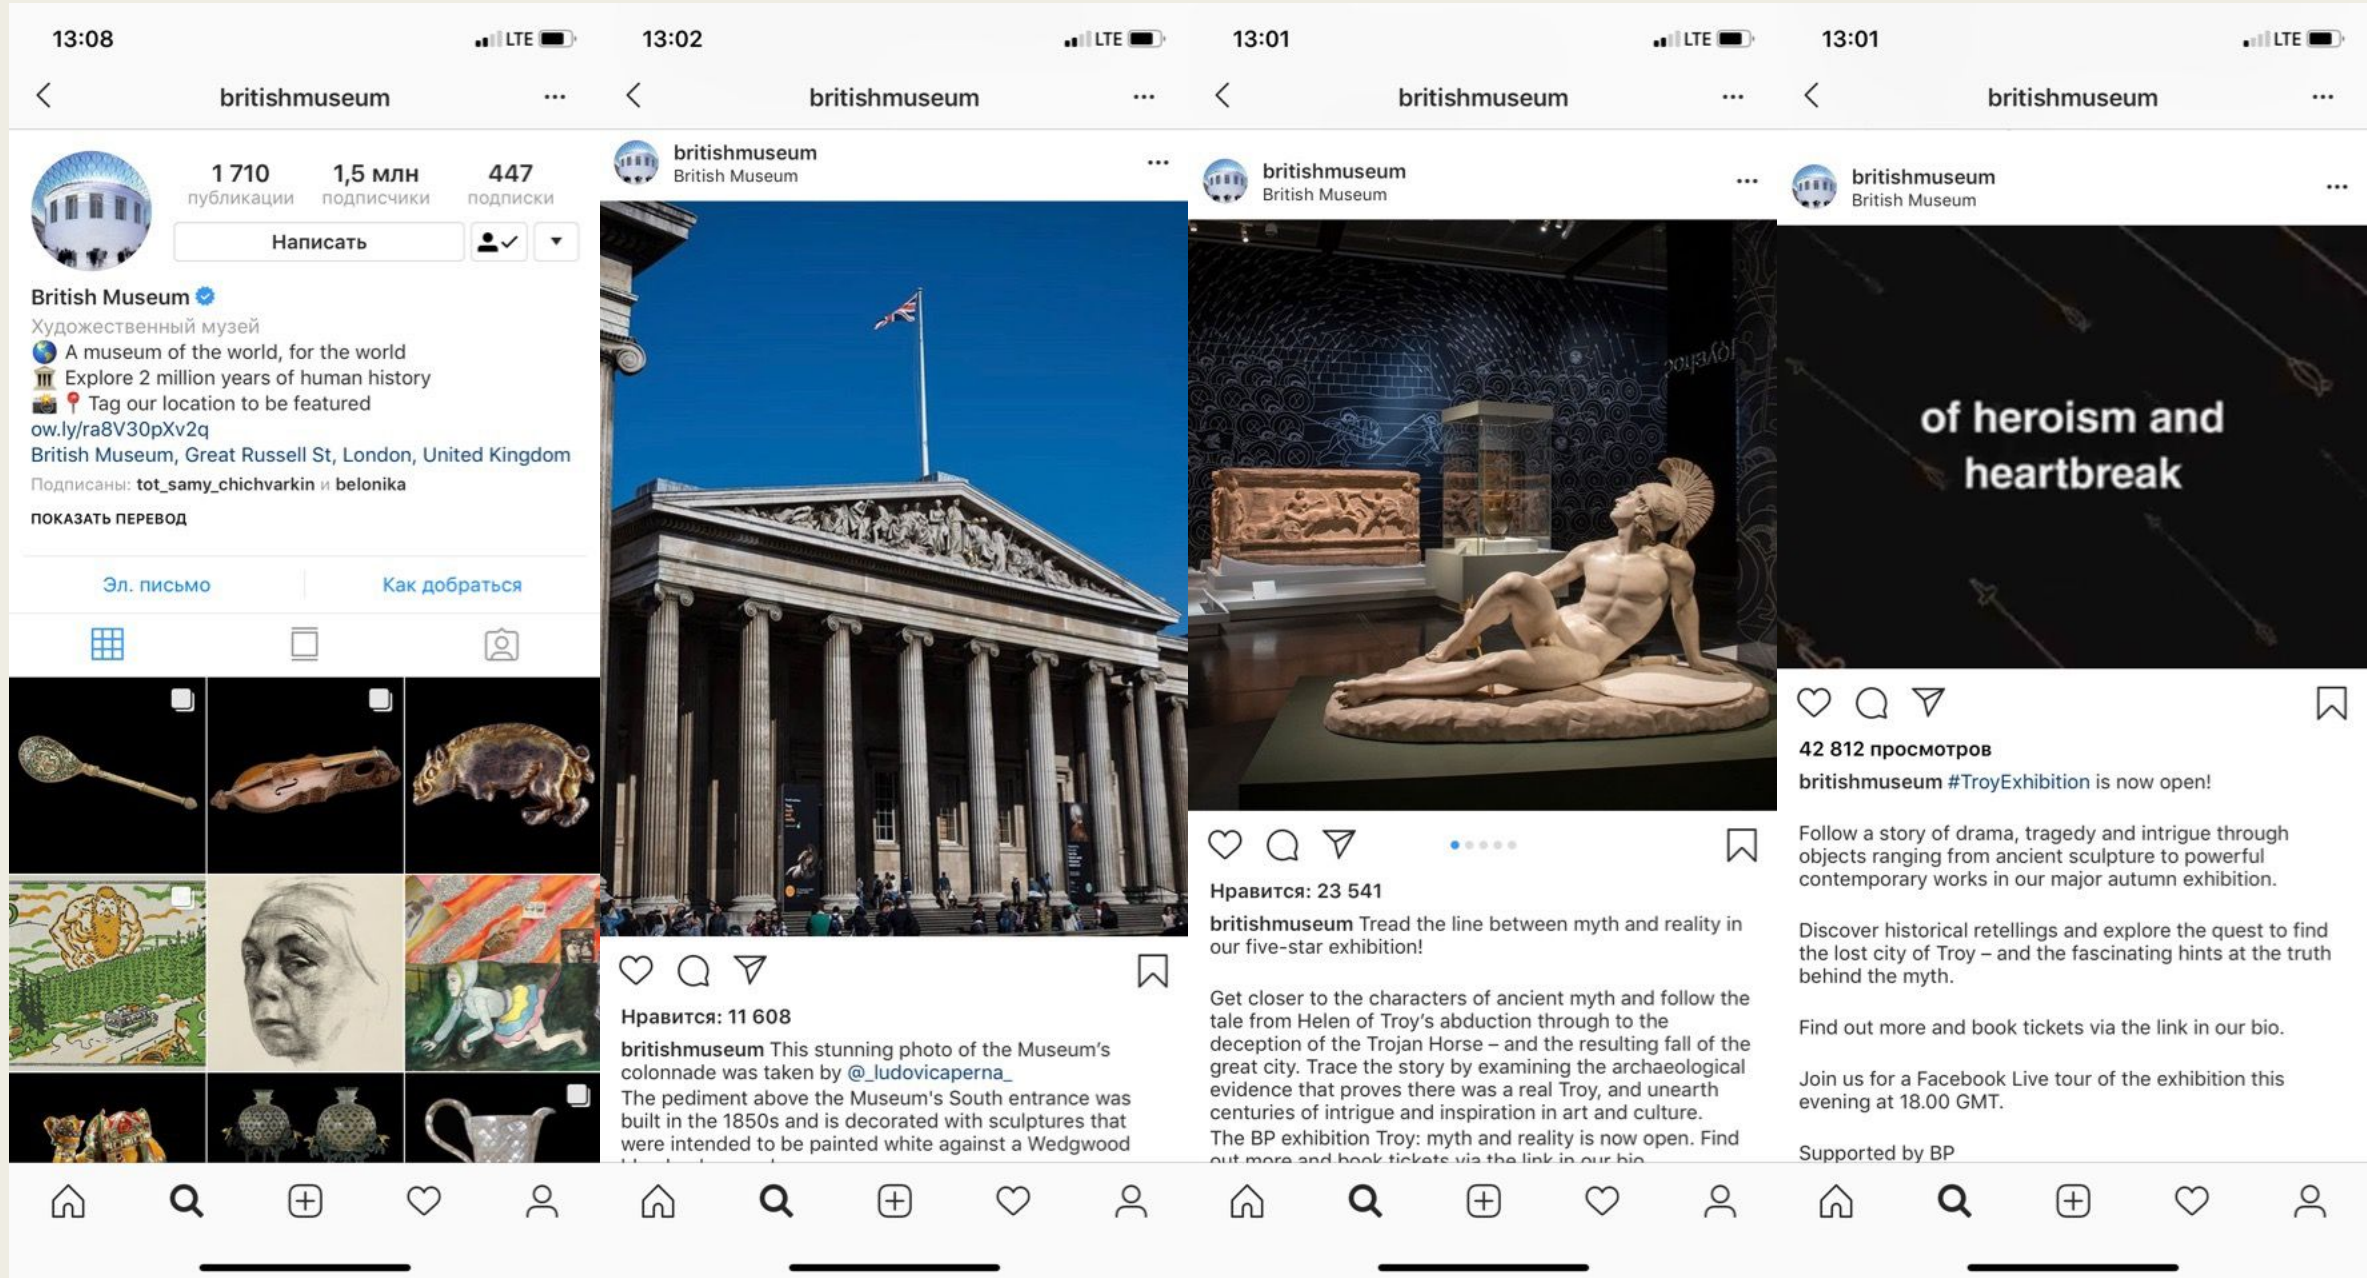 13:08
LTE
britishmuseum
1 710
1,5 млн
447
публикации
подписчики
подписки
Написать
British Museum
Художественный музей
A museum of the world, for the world
Explore 2 million years of human history
Tag our location to be featured
ow.ly/ra8V30pXv2q
British Museum, Great Russell St, London, United Kingdom
Подписаны: tot_samy_chichvarkin и belonika
ПОКАЗАТЬ ПЕРЕВОД
Эл. письмо
Как добраться
13:02
LTE
britishmuseum
britishmuseum
British Museum
Нравится: 11 608
britishmuseum This stunning photo of the Museum's
colonnade was taken by @_ludovicaperna_
The pediment above the Museum's South entrance was
built in the 1850s and is decorated with sculptures that
were intended to be painted white against a Wedgwood
13:01
LTE
britishmuseum
britishmuseum
British Museum
Нравится: 23 541
britishmuseum Tread the line between myth and reality in
our five-star exhibition!
Get closer to the characters of ancient myth and follow the
tale from Helen of Troy's abduction through to the
deception of the Trojan Horse – and the resulting fall of the
great city. Trace the story by examining the archaeological
evidence that proves there was a real Troy, and unearth
centuries of intrigue and inspiration in art and culture.
The BP exhibition Troy: myth and reality is now open. Find
out more and book tickets via the link in our bio
13:01
LTE
britishmuseum
britishmuseum
British Museum
of heroism and
heartbreak
42 812 просмотров
britishmuseum #TroyExhibition is now open!
Follow a story of drama, tragedy and intrigue through
objects ranging from ancient sculpture to powerful
contemporary works in our major autumn exhibition.
Discover historical retellings and explore the quest to find
the lost city of Troy – and the fascinating hints at the truth
behind the myth.
Find out more and book tickets via the link in our bio.
Join us for a Facebook Live tour of the exhibition this
evening at 18.00 GMT.
Supported by BP